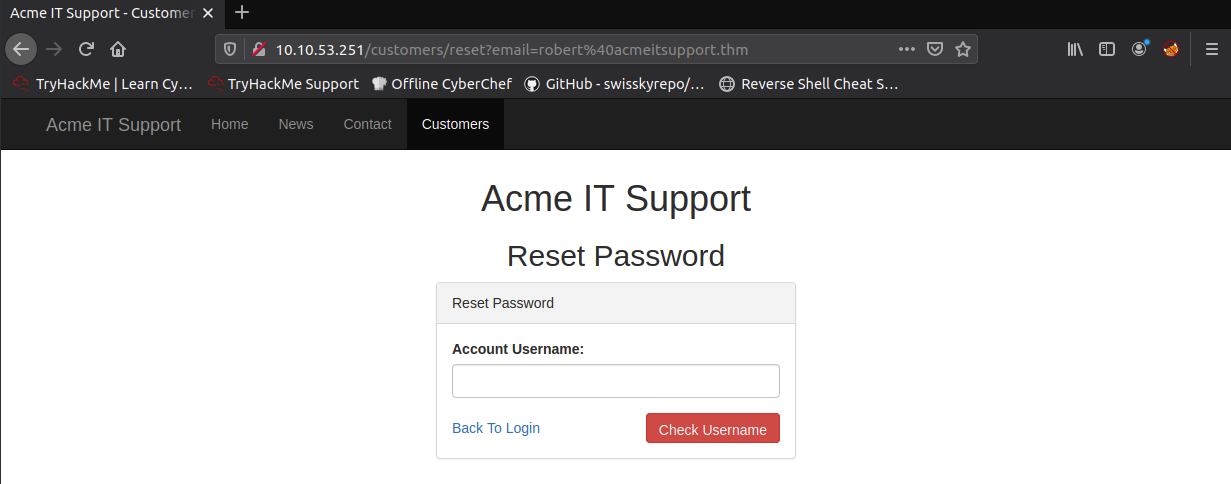 Acme IT Support - Customer
10.10.53.251/customers/reset?email=robert%40acmeitsupport.thm
TryHackMe | Learn Cy… TryHackMe Support Offline CyberChef GitHub - swisskyrepo/… Reverse Shell Cheat S…
Acme IT Support Home News Contact Customers
Acme IT Support
Reset Password
Reset Password
Account Username:
Back To Login Check Username